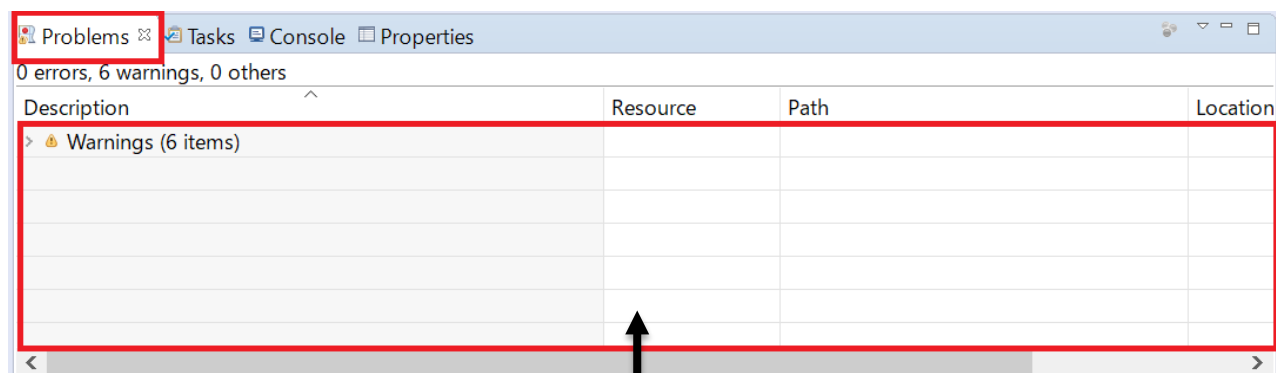 Problems Tasks Console Properties
0 errors, 6 warnings, 0 others
Description Resource Path Location
Warnings (6 items)